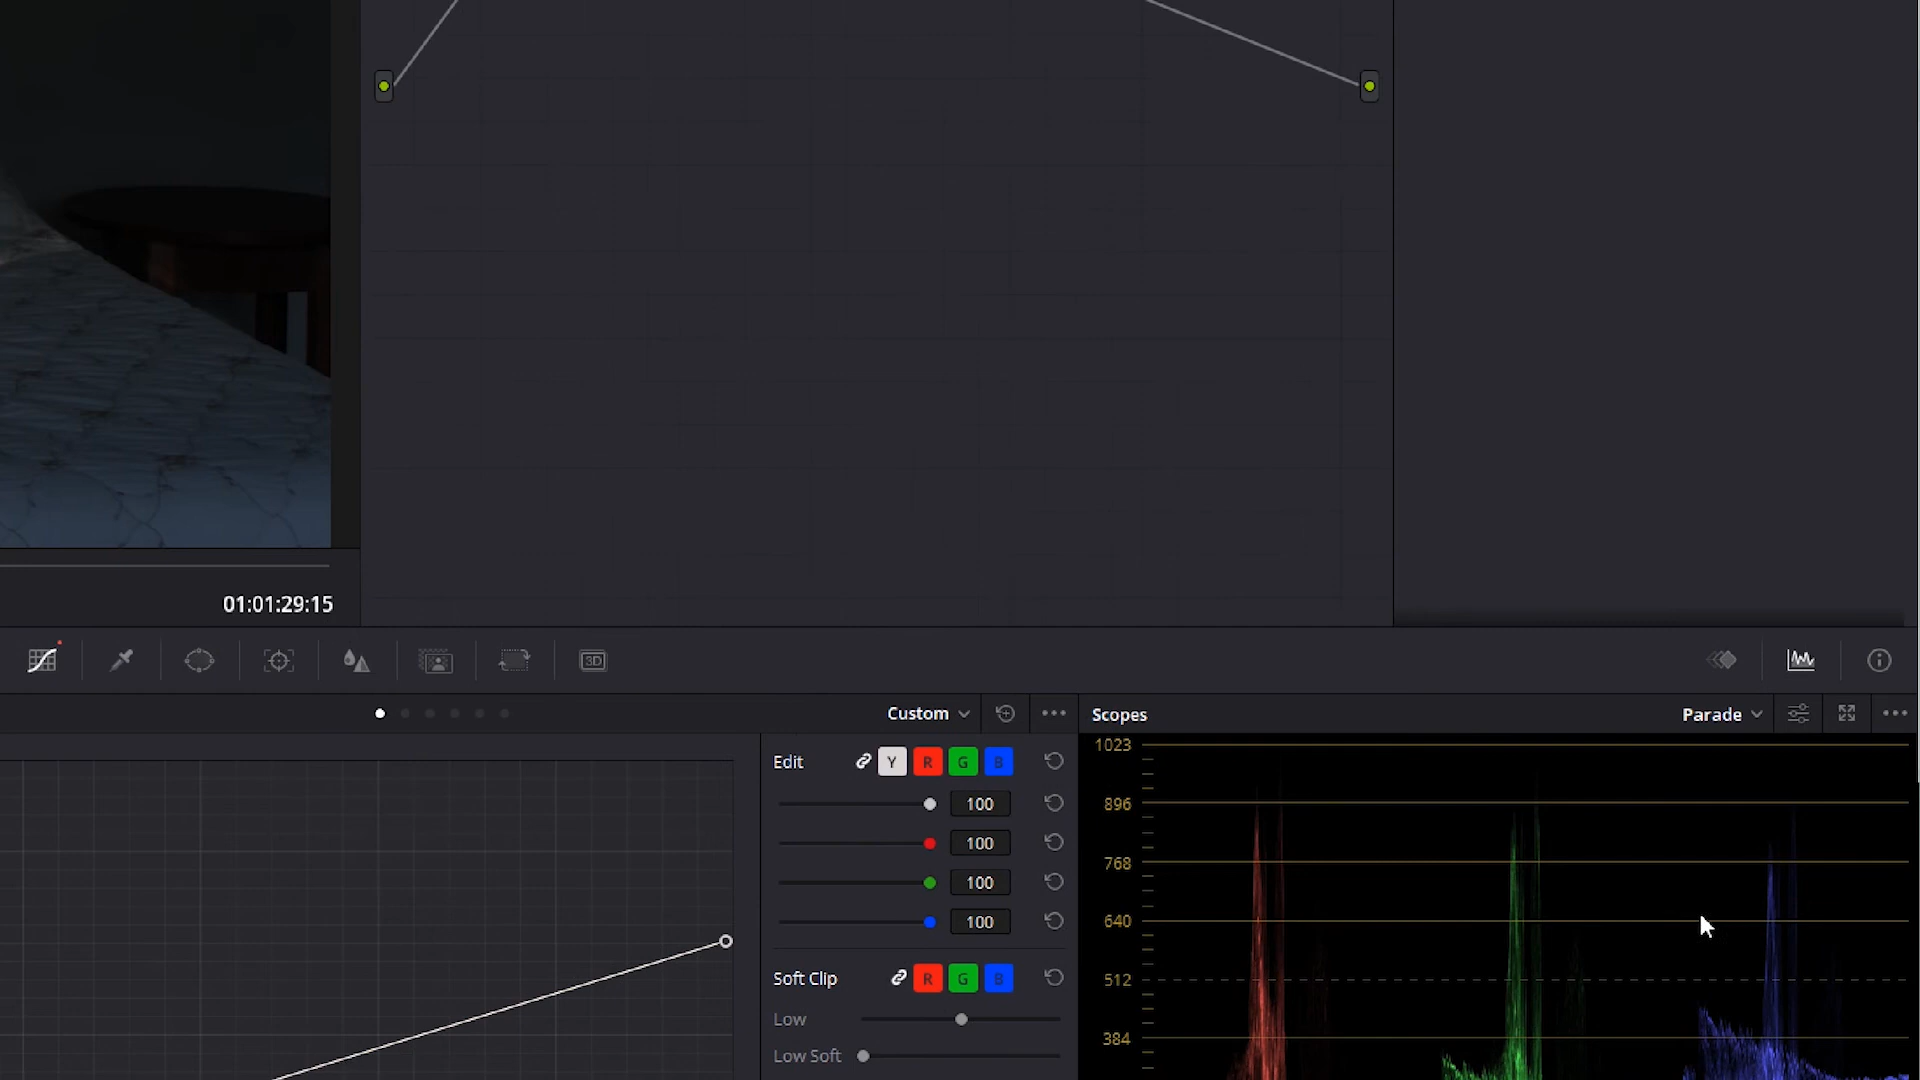 01:01:29:15
3D
Custom
Scopes
Parade
Edit
Y
R
G
B
100
100
100
100
Soft Clip
R
G
B
Low
Low Soft
1023
896
768
640
512
384